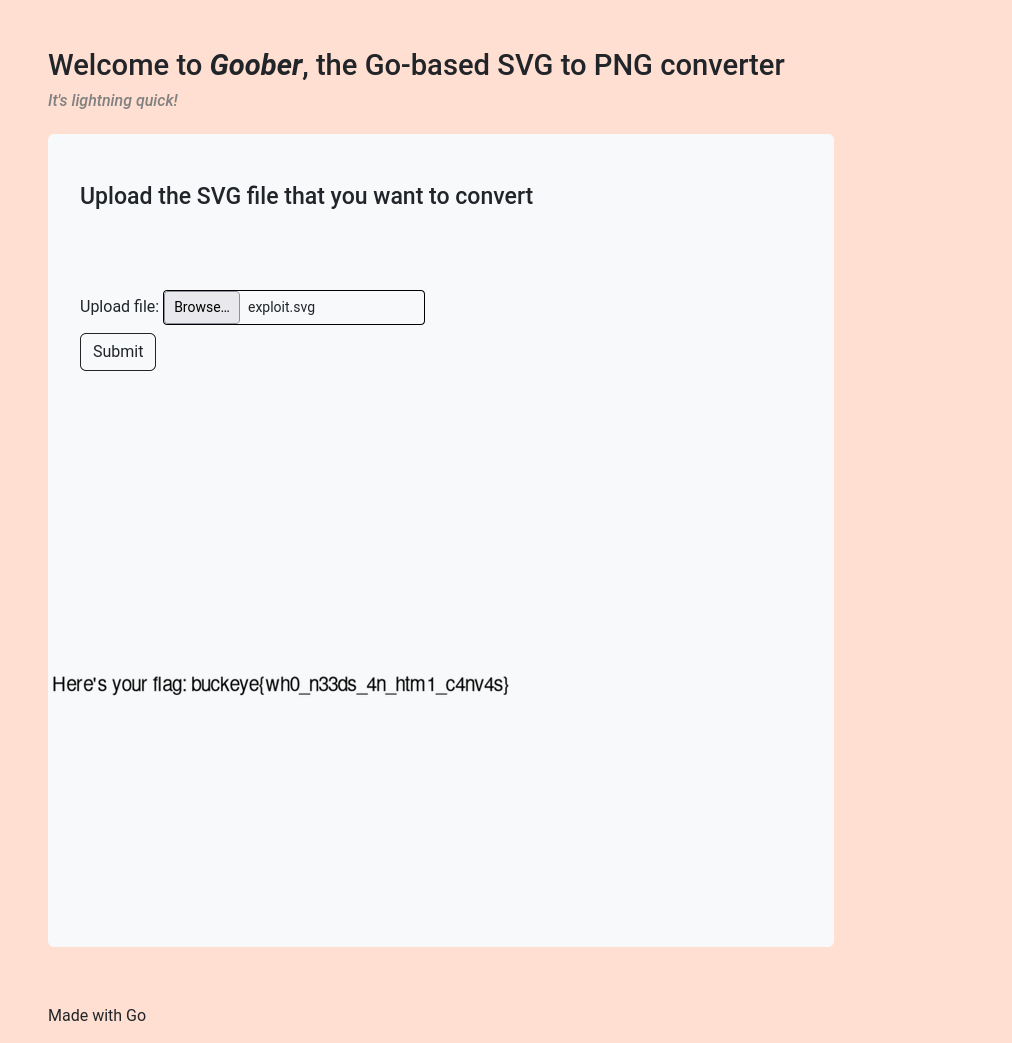 Welcome to Goober, the Go-based SVG to PNG converter
It's lightning quick!
Upload the SVG file that you want to convert
Upload file: Browse… exploit.svg
Submit
Here's your flag: buckeye{wh0_n33ds_4n_htm1_c4nv4s}
Made with Go